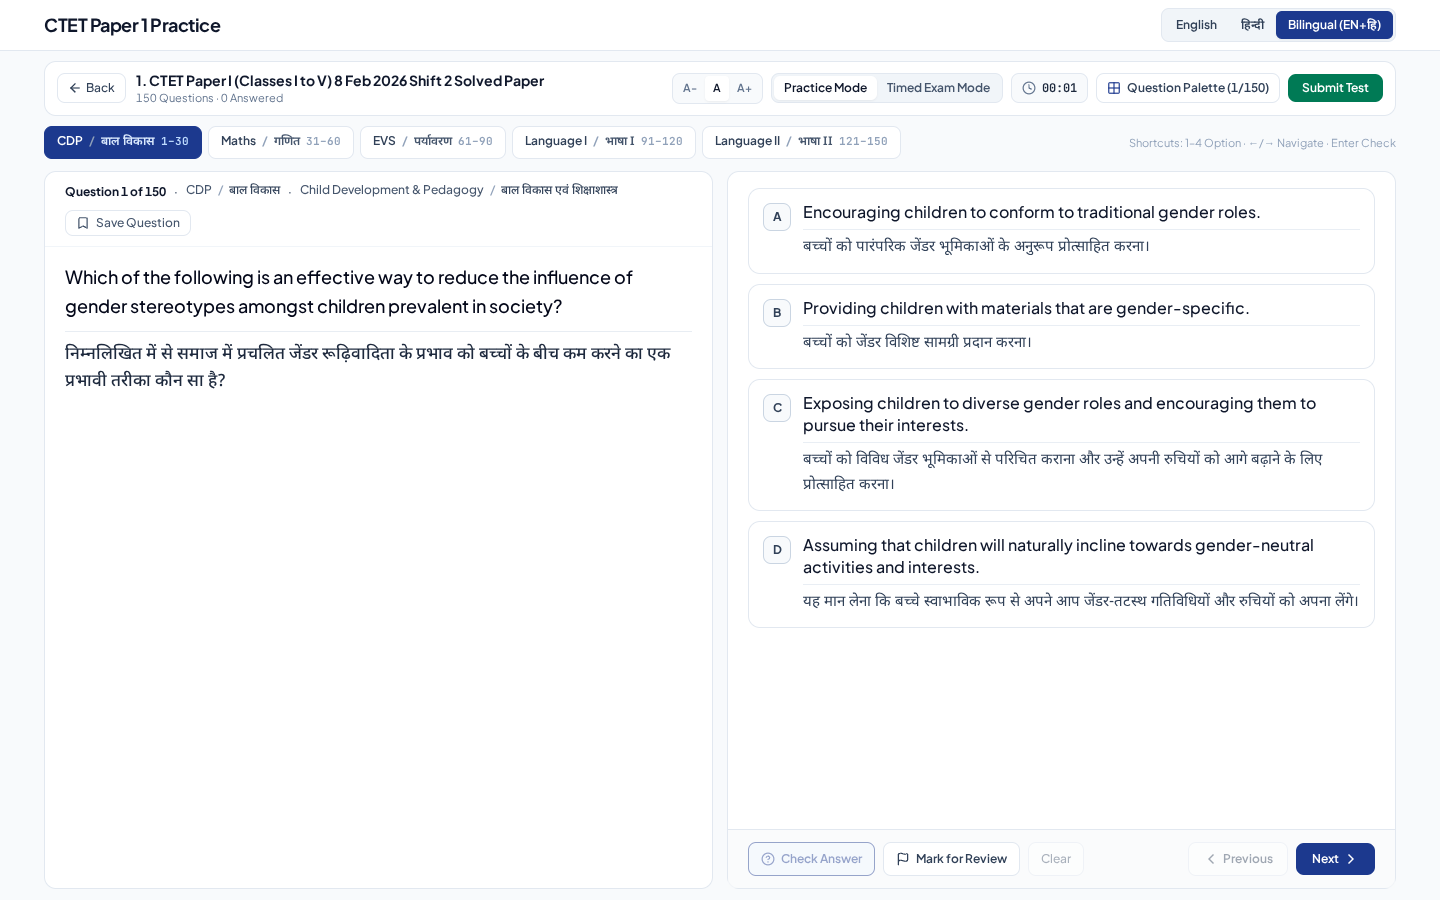 CTET Paper 1 Practice
English हिन्दी Bilingual (EN+हि)
Back
1. CTET Paper I (Classes I to V) 8 Feb 2026 Shift 2 Solved Paper
150 Questions · 0 Answered
A- A A+
Practice Mode Timed Exam Mode
00:01
Question Palette (1/150)
Submit Test
CDP / बाल विकास 1-30
Maths / गणित 31-60
EVS / पर्यावरण 61-90
Language I / भाषा I 91-120
Language II / भाषा II 121-150
Shortcuts: 1-4 Option · ←/→ Navigate · Enter Check
Question 1 of 150 · CDP / बाल विकास · Child Development & Pedagogy / बाल विकास एवं शिक्षाशास्त्र
Save Question
Which of the following is an effective way to reduce the influence of
gender stereotypes amongst children prevalent in society?
निम्नलिखित में से समाज में प्रचलित जेंडर रूढ़िवादिता के प्रभाव को बच्चों के बीच कम करने का एक
प्रभावी तरीका कौन सा है?
A Encouraging children to conform to traditional gender roles.
बच्चों को पारंपरिक जेंडर भूमिकाओं के अनुरूप प्रोत्साहित करना।
B Providing children with materials that are gender-specific.
बच्चों को जेंडर विशिष्ट सामग्री प्रदान करना।
C Exposing children to diverse gender roles and encouraging them to
pursue their interests.
बच्चों को विविध जेंडर भूमिकाओं से परिचित कराना और उन्हें अपनी रुचियों को आगे बढ़ाने के लिए
प्रोत्साहित करना।
D Assuming that children will naturally incline towards gender-neutral
activities and interests.
यह मान लेना कि बच्चे स्वाभाविक रूप से अपने आप जेंडर-तटस्थ गतिविधियों और रुचियों को अपना लेंगे।
Check Answer
Mark for Review
Clear
Previous
Next